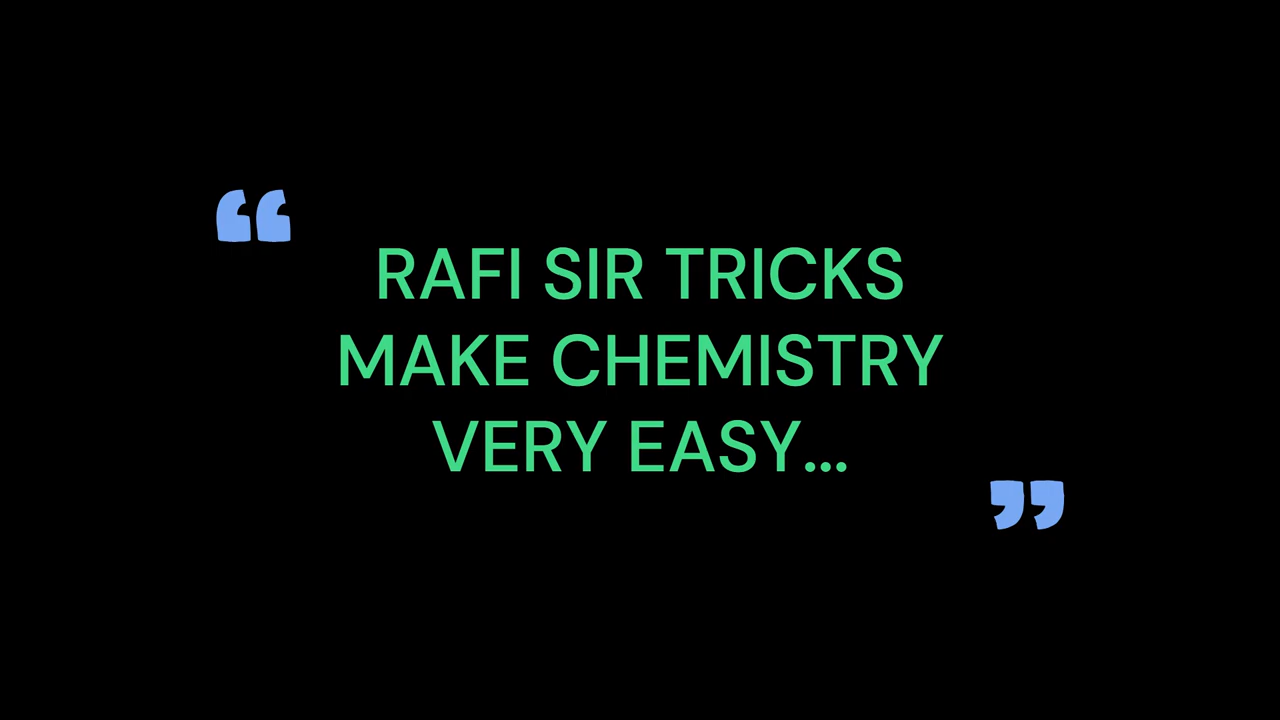 “
RAFI SIR TRICKS
MAKE CHEMISTRY
VERY EASY...
”